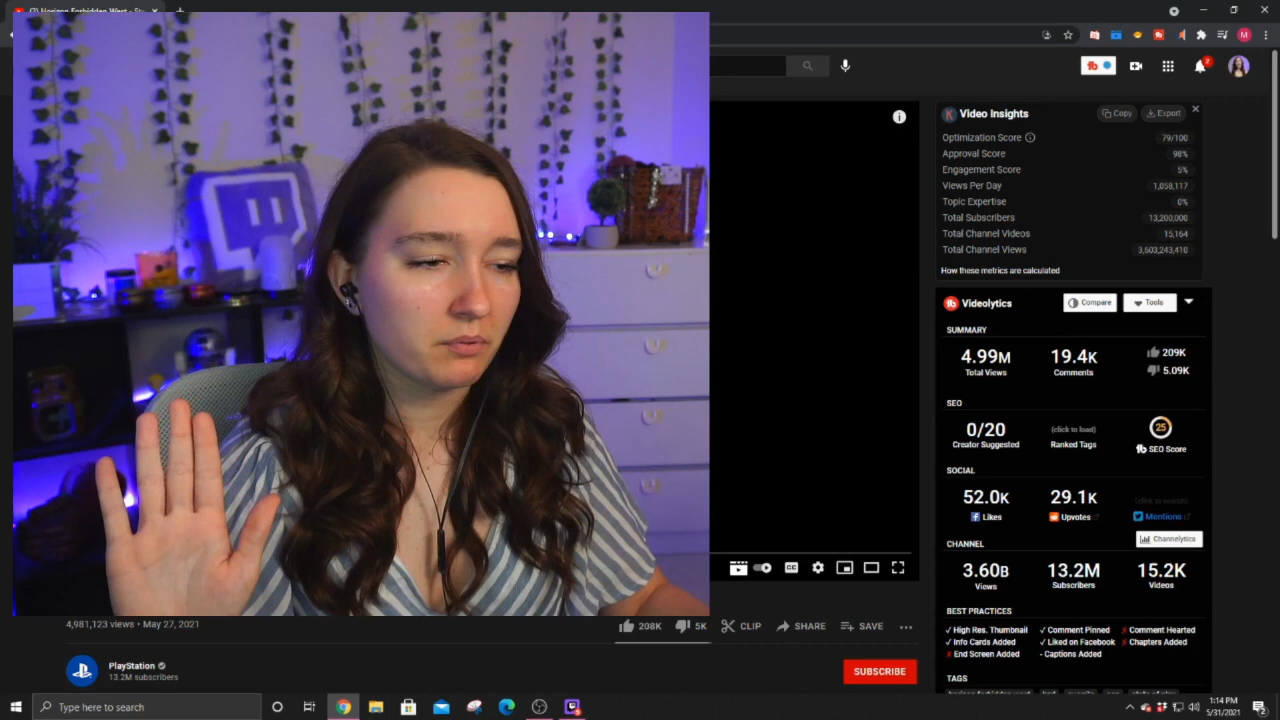 2
M
Video Insights
Copy
Export
Optimization Score
79/100
Approval Score
98%
Engagement Score
5%
Views Per Day
1,058,117
Topic Expertise
0%
Total Subscribers
13,200,000
Total Channel Videos
15,164
Total Channel Views
3,603,243,410
How these metrics are calculated
Videolytics
Compare
Tools
SUMMARY
4.99M
19.4K
209K
Total Views
Comments
5.09K
SEO
0/20
(click to load)
25
Creator Suggested
Ranked Tags
SEO Score
SOCIAL
52.0K
29.1K
Likes
Upvotes
Mentions
CHANNEL
Channelytics
3.60B
13.2M
15.2K
Views
Subscribers
Videos
BEST PRACTICES
✓ High Res. Thumbnail
✓ Comment Pinned
✗ Comment Hearted
✓ Info Cards Added
✓ Liked on Facebook
✗ Chapters Added
✗ End Screen Added
- Captions Added
TAGS
4,981,123 views • May 27, 2021
208K
5K
CLIP
SHARE
SAVE
PlayStation
13.2M subscribers
SUBSCRIBE
Type here to search
1:14 PM
5/31/2021